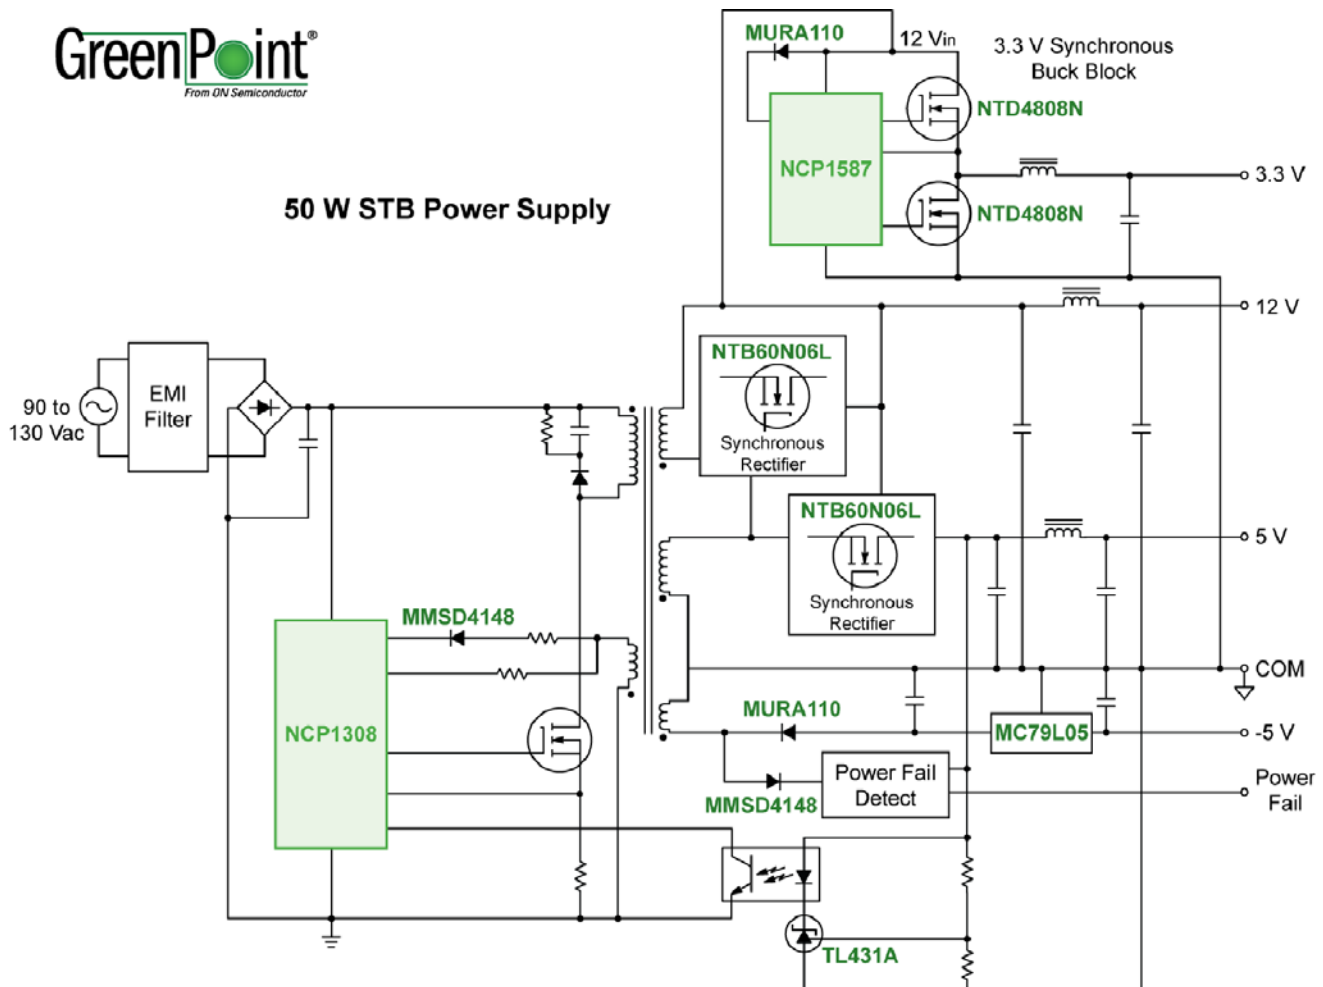 GreenPoint®
From ON Semiconductor
50 W STB Power Supply
MURA110
12 Vin
3.3 V Synchronous
Buck Block
NTD4808N
NCP1587
3.3 V
NTD4808N
12 V
NTB60N06L
Synchronous
Rectifier
EMI
Filter
90 to
130 Vac
NTB60N06L
Synchronous
Rectifier
5 V
MMSD4148
NCP1308
COM
MURA110
MC79L05
-5 V
Power Fail
Detect
MMSD4148
Power
Fail
TL431A